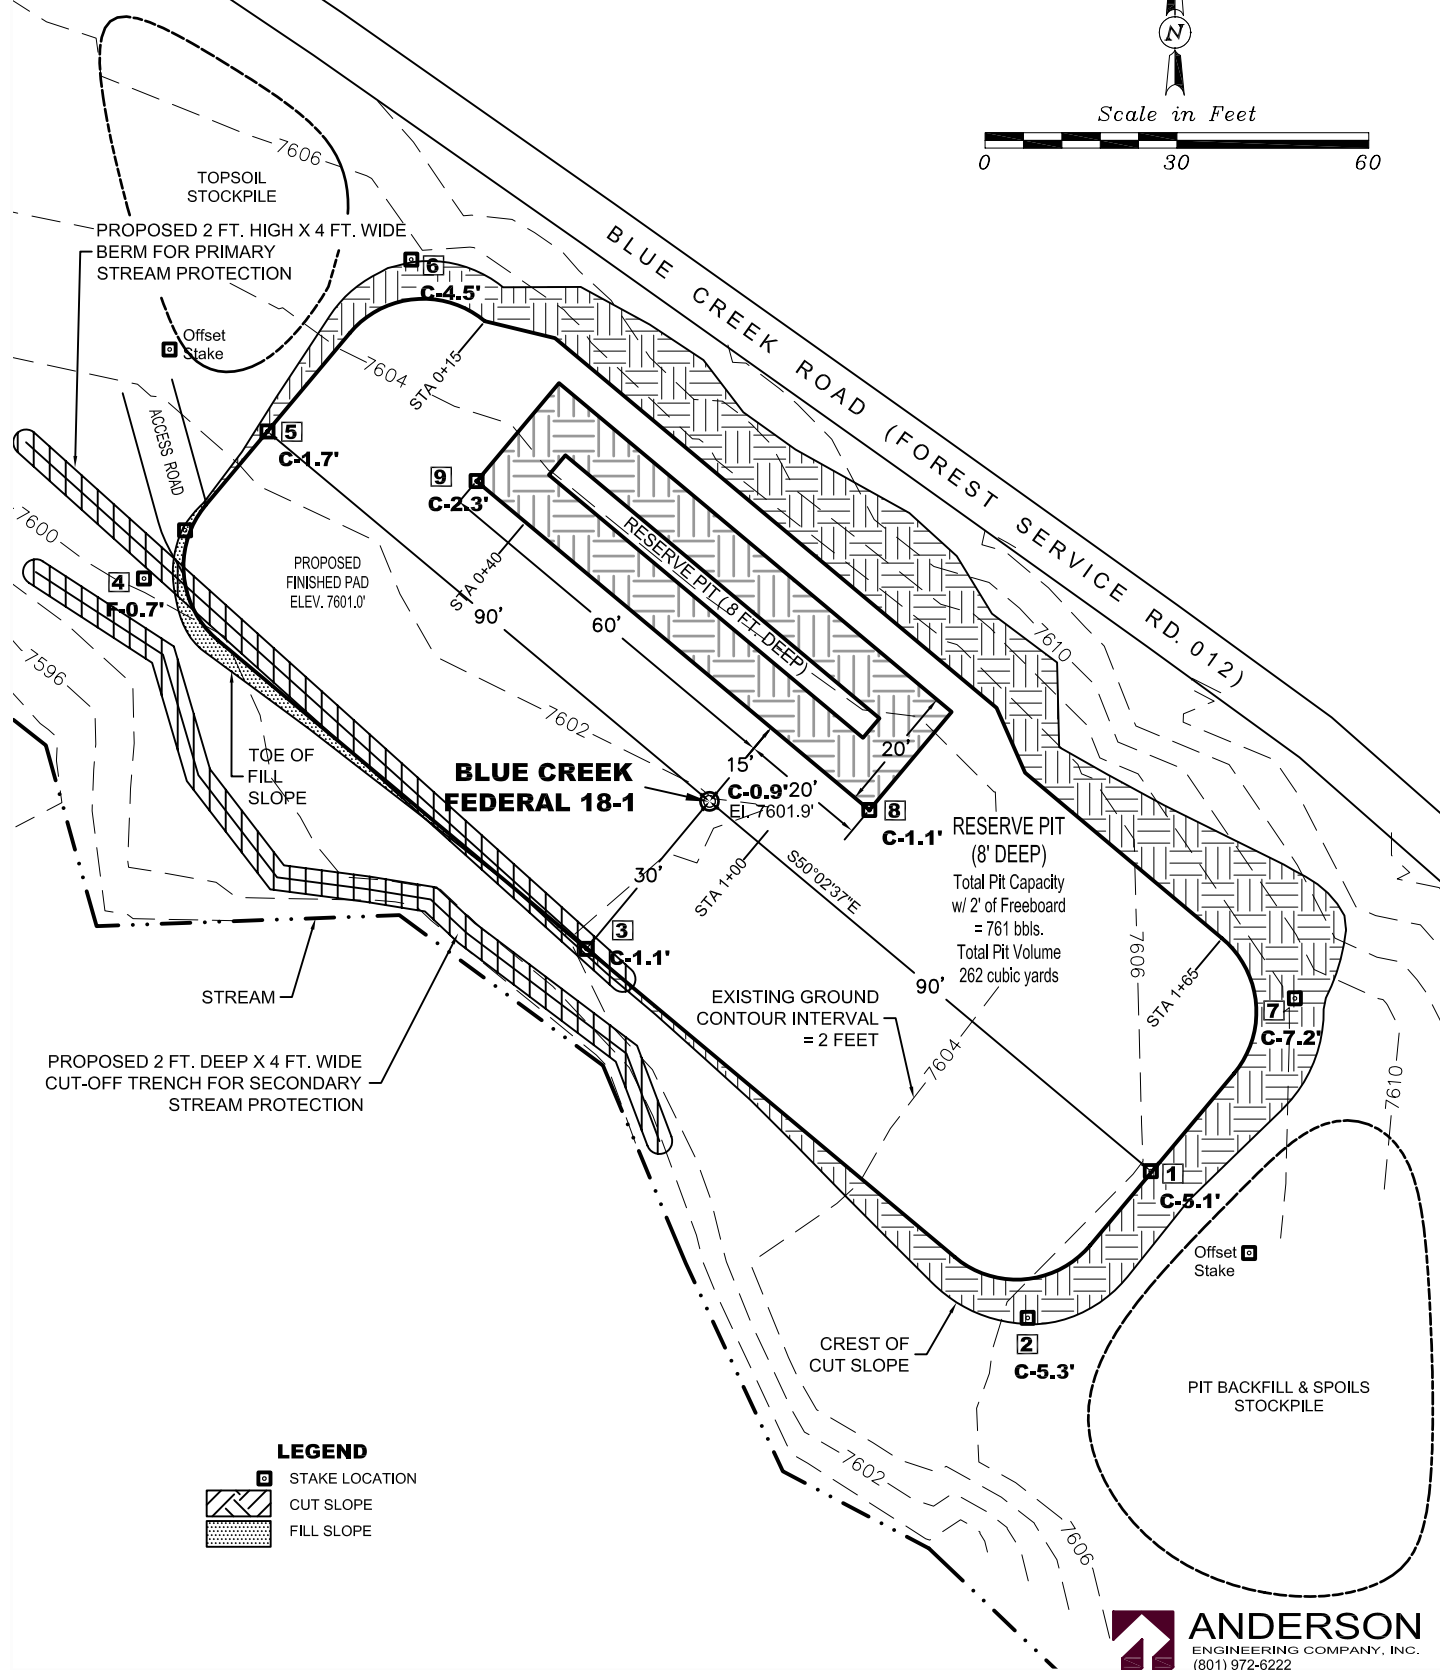 N
Scale in Feet
0 30 60
7606
TOPSOIL
STOCKPILE
PROPOSED 2 FT. HIGH X 4 FT. WIDE
BERM FOR PRIMARY
STREAM PROTECTION
BLUE CREEK ROAD (FOREST SERVICE RD. 012)
6
C-4.5'
Offset
Stake
7604
STA 0+15
ACCESS ROAD
5
C-1.7'
9
C-2.3'
7600
RESERVE PIT ( 8 FT. DEEP)
PROPOSED
FINISHED PAD
ELEV. 7601.0'
STA 0+40
4
F-0.7'
90'
60'
7610
7596
7602
TOE OF
FILL
SLOPE
20'
15'
BLUE CREEK
FEDERAL 18-1
C-0.9'
20'
El. 7601.9'
8
C-1.1'
RESERVE PIT
(8' DEEP)
Total Pit Capacity
w/ 2' of Freeboard
= 761 bbls.
Total Pit Volume
262 cubic yards
S50°02'37"E
30'
STA 1+00
3
C-1.1'
7606
STA 1+65
STREAM
EXISTING GROUND
CONTOUR INTERVAL
= 2 FEET
90'
7
C-7.2'
PROPOSED 2 FT. DEEP X 4 FT. WIDE
CUT-OFF TRENCH FOR SECONDARY
STREAM PROTECTION
7604
7610
1
C-5.1'
Offset
Stake
CREST OF
CUT SLOPE
2
C-5.3'
PIT BACKFILL & SPOILS
STOCKPILE
LEGEND
STAKE LOCATION
CUT SLOPE
FILL SLOPE
7602
7606
ANDERSON
ENGINEERING COMPANY, INC.
(801) 972-6222